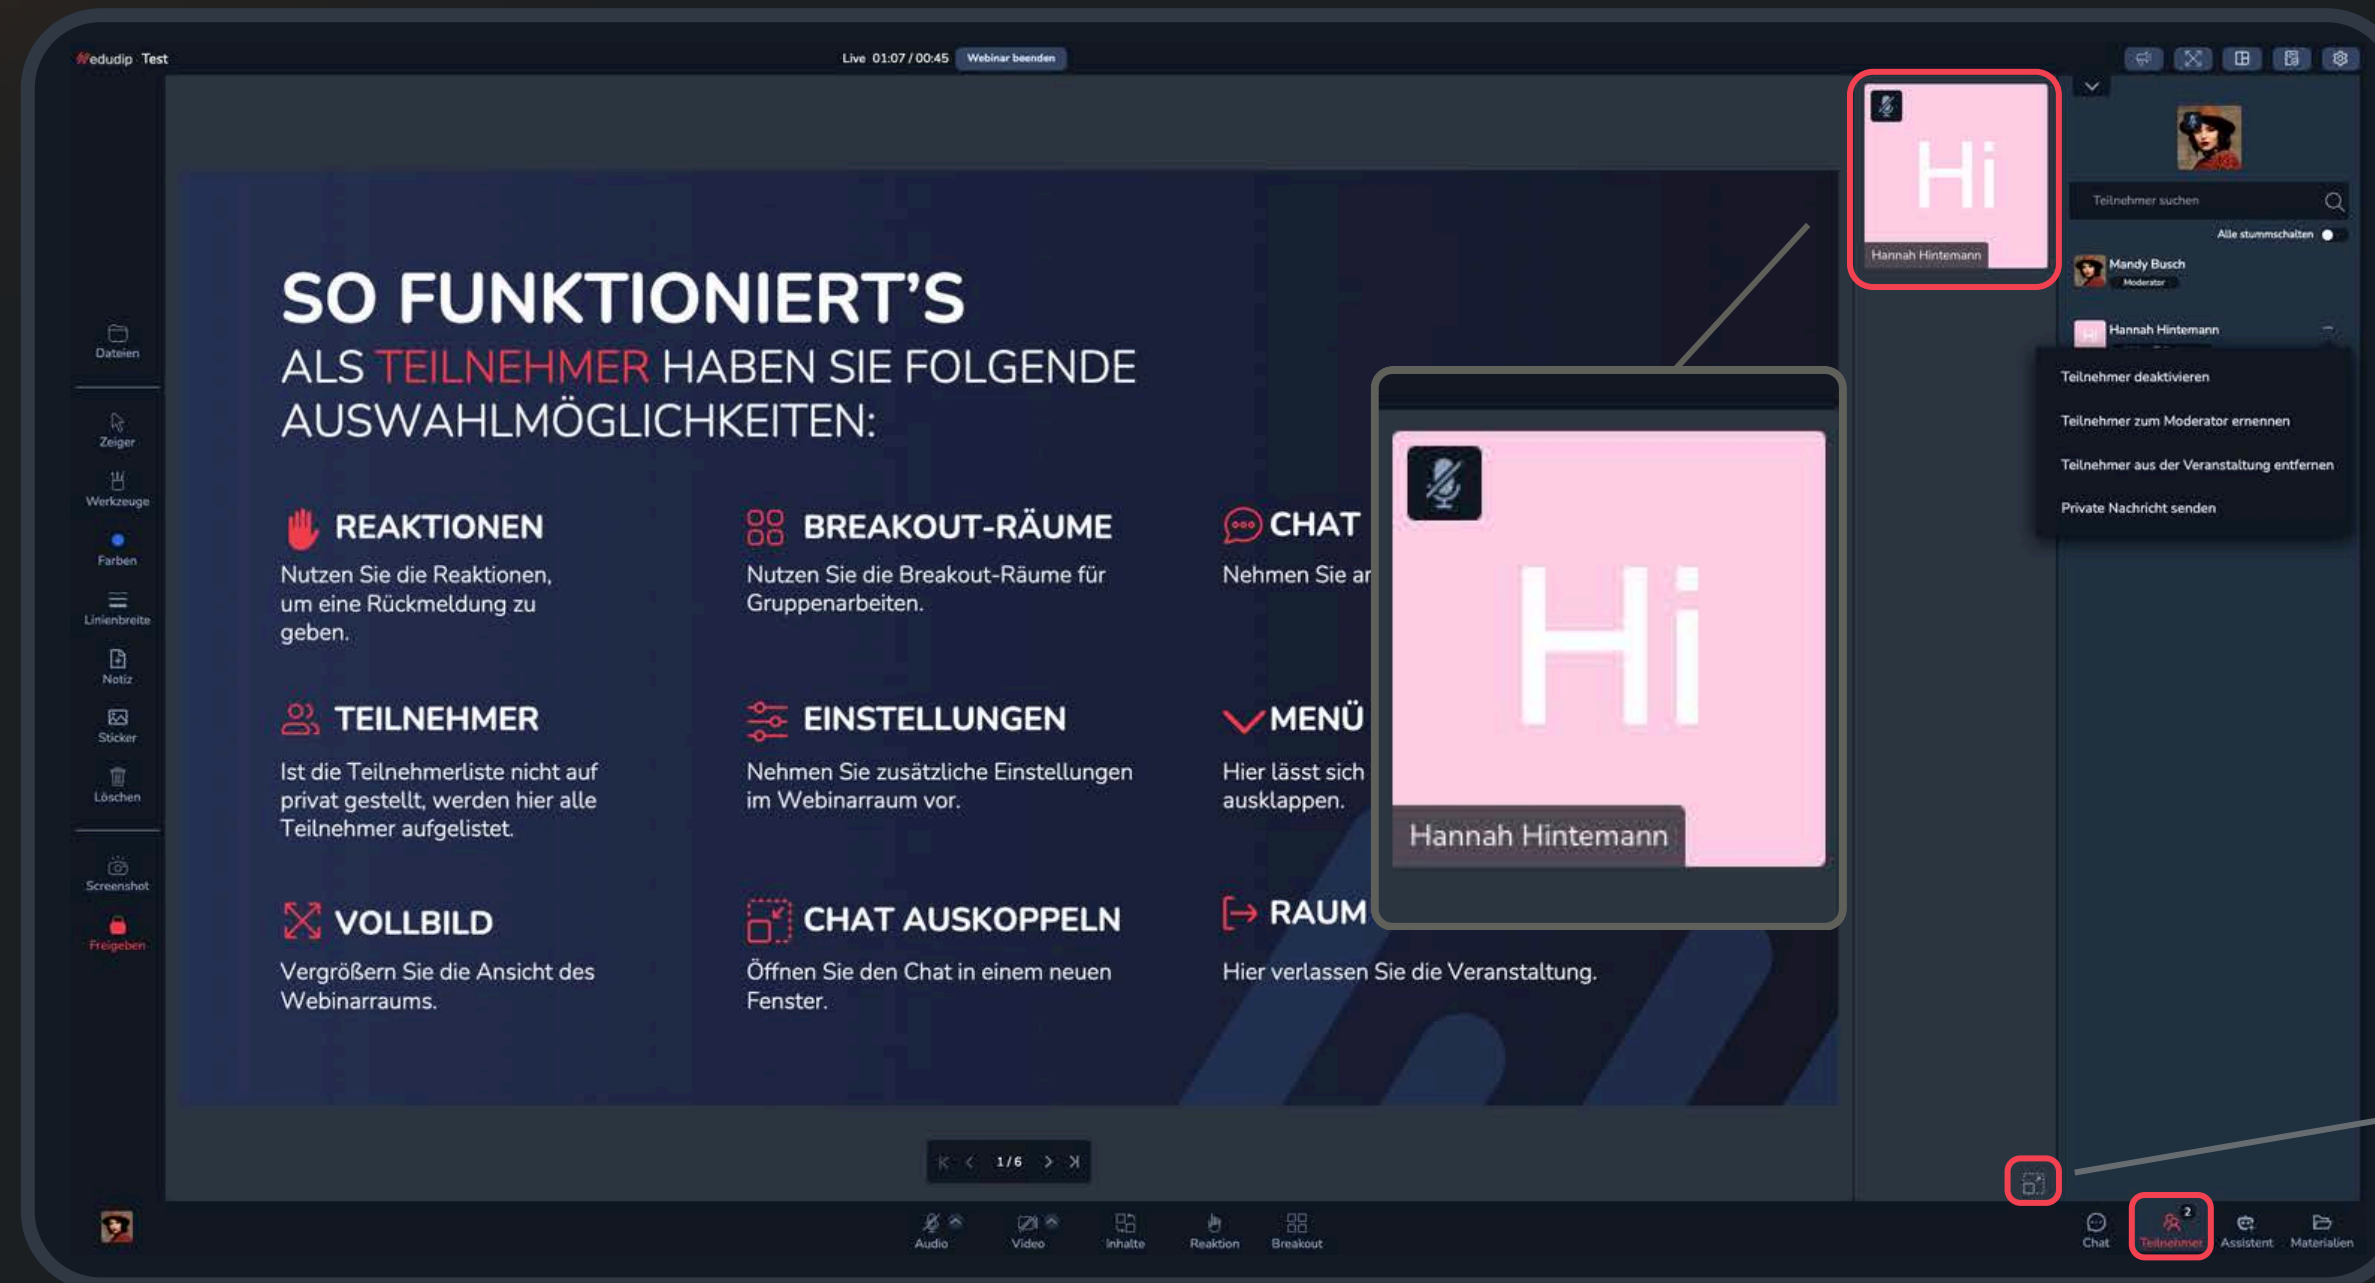 edudip Test
Live 01:07 / 00:45 Webinar beenden
Hi
Hannah Hintemann
Teilnehmer suchen
Alle stummschalten
Mandy Busch
Moderator
Hi
Hannah Hintemann
Teilnehmer deaktivieren
Teilnehmer zum Moderator ernennen
Teilnehmer aus der Veranstaltung entfernen
Private Nachricht senden
Dateien
Zeiger
Werkzeuge
Farben
Linienbreite
Notiz
Sticker
Löschen
Screenshot
Freigeben
SO FUNKTIONIERT’S
ALS TEILNEHMER HABEN SIE FOLGENDE
AUSWAHLMÖGLICHKEITEN:
REAKTIONEN
Nutzen Sie die Reaktionen,
um eine Rückmeldung zu
geben.
BREAKOUT-RÄUME
Nutzen Sie die Breakout-Räume für
Gruppenarbeiten.
CHAT
Nehmen Sie
TEILNEHMER
Ist die Teilnehmerliste nicht auf
privat gestellt, werden hier alle
Teilnehmer aufgelistet.
EINSTELLUNGEN
Nehmen Sie zusätzliche Einstellungen
im Webinarraum vor.
MENÜ
Hier lässt sich
ausklappen.
VOLLBILD
Vergrößern Sie die Ansicht des
Webinarraums.
CHAT AUSKOPPELN
Öffnen Sie den Chat in einem neuen
Fenster.
RAUM
Hier verlassen Sie die Veranstaltung.
Hi
Hannah Hintemann
1/6
Audio
Video
Inhalte
Reaktion
Breakout
Chat
2
Teilnehmer
Assistent
Materialien